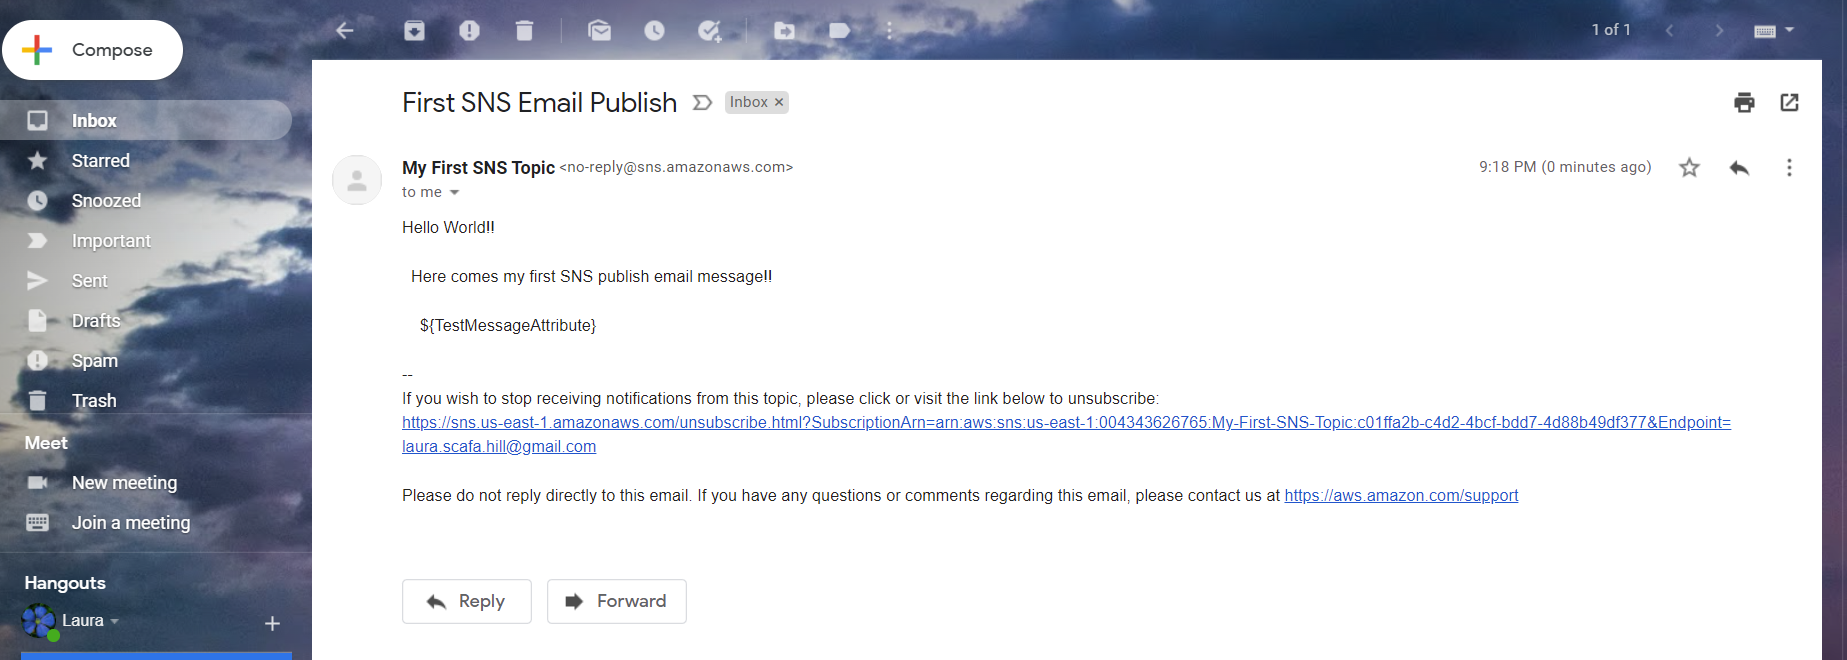 Compose
Inbox
Starred
Snoozed
Important
Sent
Drafts
Spam
Trash
Meet
New meeting
Join a meeting
Hangouts
Laura
1 of 1
First SNS Email Publish
Inbox ×
My First SNS Topic <no-reply@sns.amazonaws.com>
9:18 PM (0 minutes ago)
to me
Hello World!!
Here comes my first SNS publish email message!!
${TestMessageAttribute}
--
If you wish to stop receiving notifications from this topic, please click or visit the link below to unsubscribe:
https://sns.us-east-1.amazonaws.com/unsubscribe.html?SubscriptionArn=arn:aws:sns:us-east-1:004343626765:My-First-SNS-Topic:c01ffa2b-c4d2-4bcf-bdd7-4d88b49df377&Endpoint=
laura.scafa.hill@gmail.com
Please do not reply directly to this email. If you have any questions or comments regarding this email, please contact us at https://aws.amazon.com/support
Reply
Forward